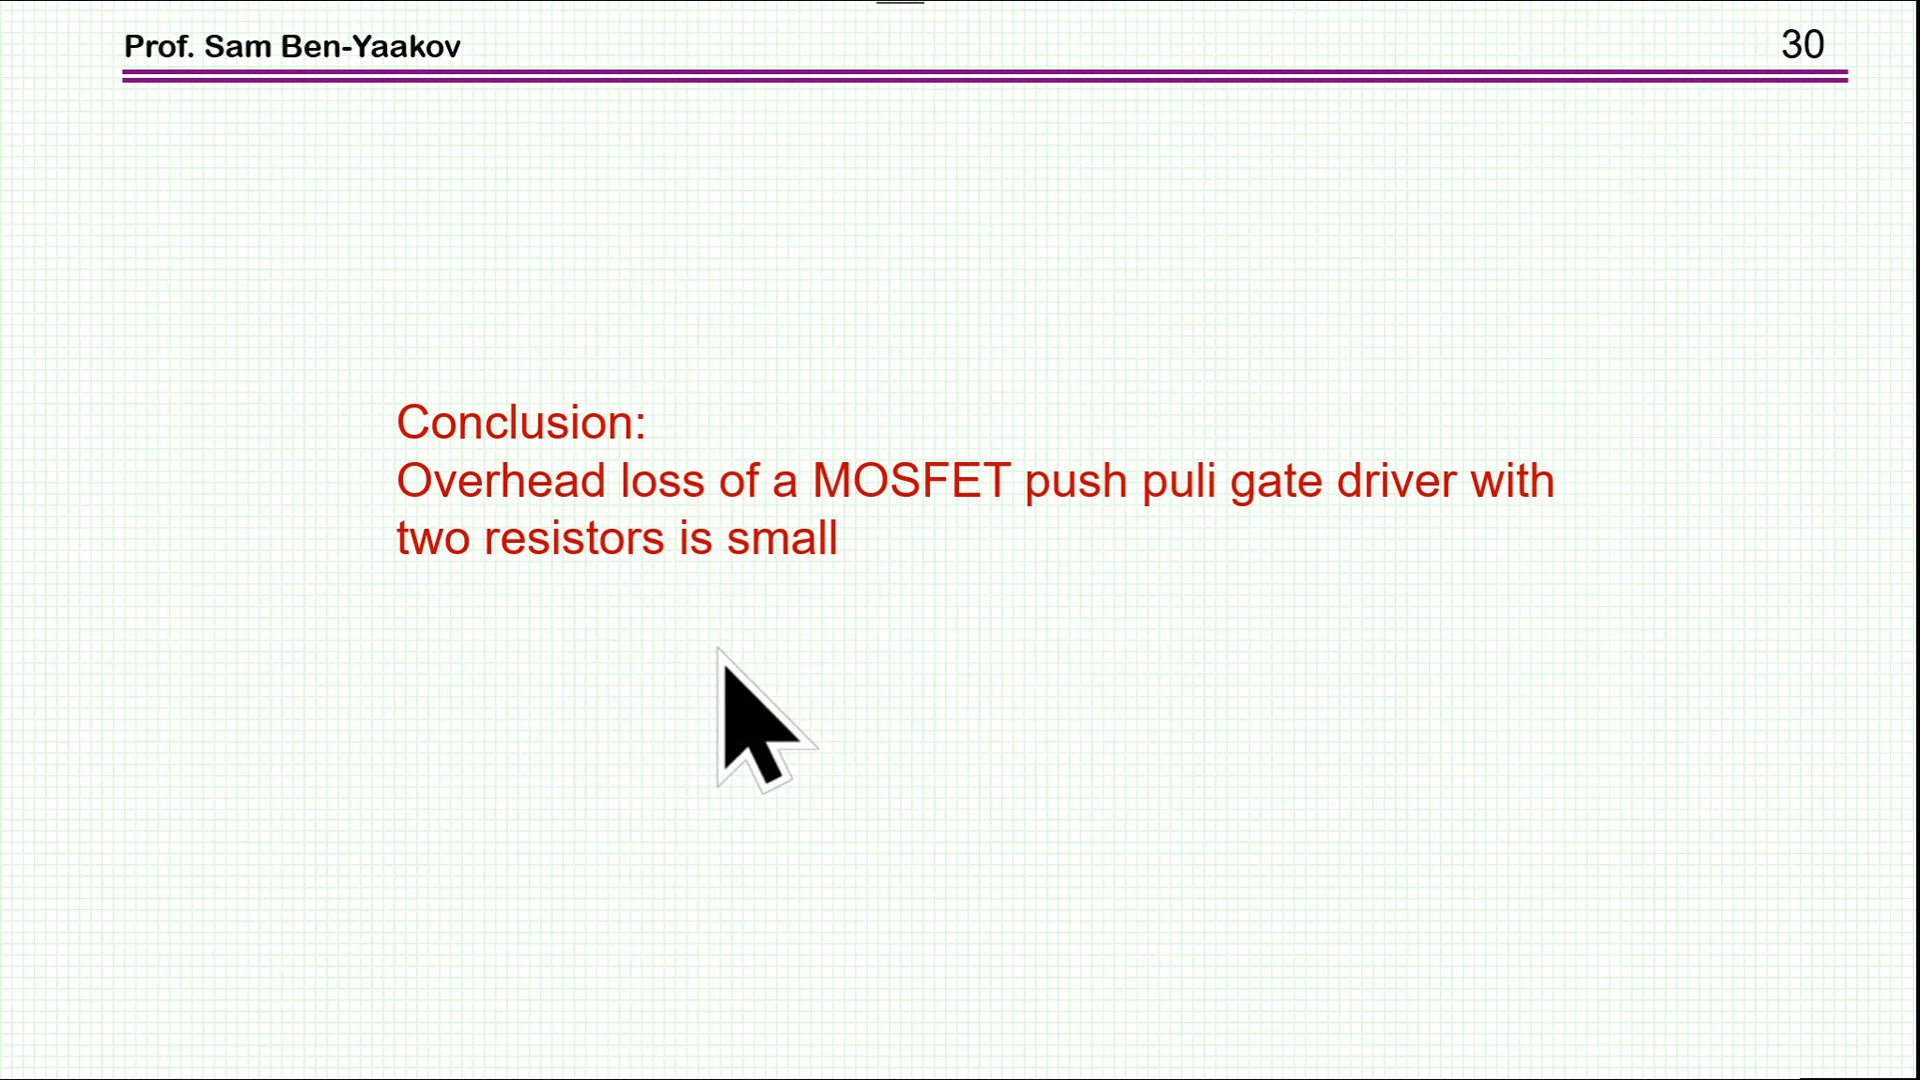 Prof. Sam Ben-Yaakov
30
Conclusion:
Overhead loss of a MOSFET push puli gate driver with
two resistors is small